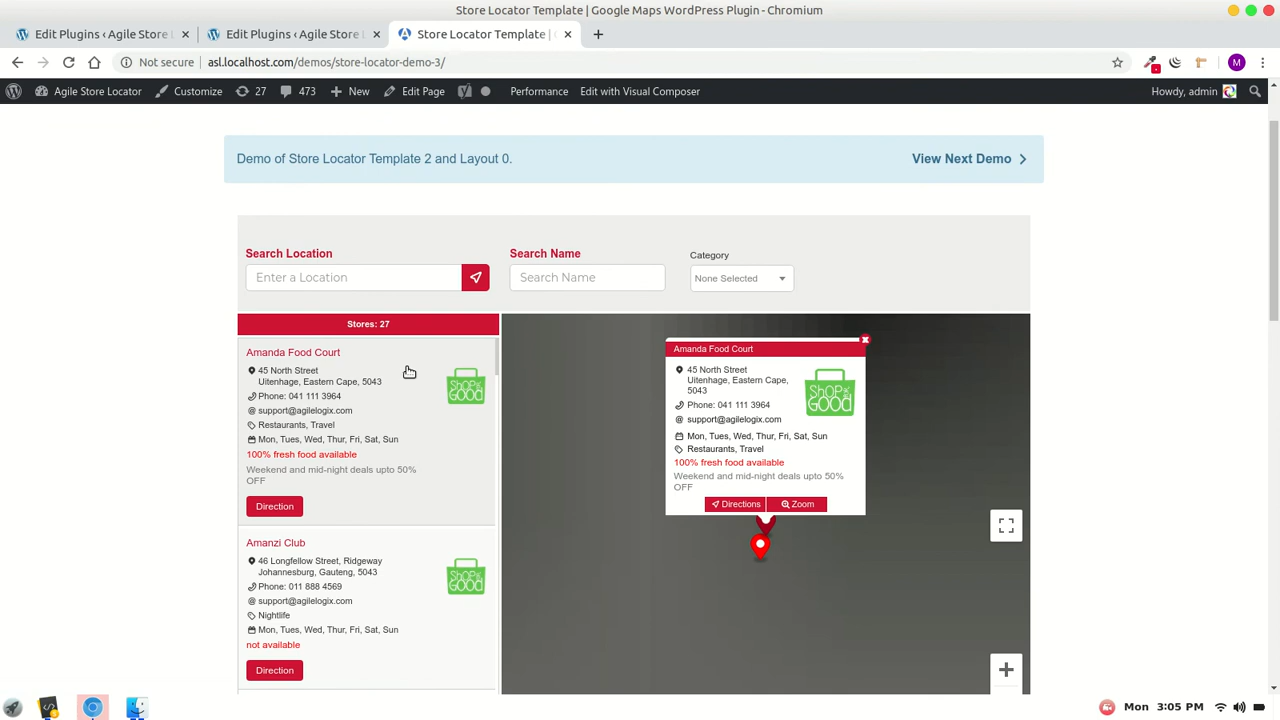 Store Locator Template | Google Maps WordPress Plugin - Chromium
Edit Plugins ‹ Agile Store L
Edit Plugins ‹ Agile Store L
Store Locator Template | G
Not secure asl.localhost.com/demos/store-locator-demo-3/
M
Agile Store Locator Customize 27 473 New Edit Page Performance Edit with Visual Composer Howdy, admin
Demo of Store Locator Template 2 and Layout 0. View Next Demo
Search Location
Enter a Location
Search Name
Search Name
Category
None Selected
Stores: 27
Amanda Food Court
45 North Street
Uitenhage, Eastern Cape, 5043
Phone: 041 111 3964
support@agilelogix.com
Restaurants, Travel
Mon, Tues, Wed, Thur, Fri, Sat, Sun
100% fresh food available
Weekend and mid-night deals upto 50%
OFF
Direction
SHOP
GOOD
Amanzi Club
46 Longfellow Street, Ridgeway
Johannesburg, Gauteng, 5043
Phone: 011 888 4569
support@agilelogix.com
Nightlife
Mon, Tues, Wed, Thur, Fri, Sat, Sun
not available
Direction
SHOP
GOOD
Amanda Food Court
45 North Street
Uitenhage, Eastern Cape,
5043
Phone: 041 111 3964
support@agilelogix.com
Mon, Tues, Wed, Thur, Fri, Sat, Sun
Restaurants, Travel
100% fresh food available
Weekend and mid-night deals upto 50%
OFF
Directions Zoom
SHOP
GOOD
Mon 3:05 PM